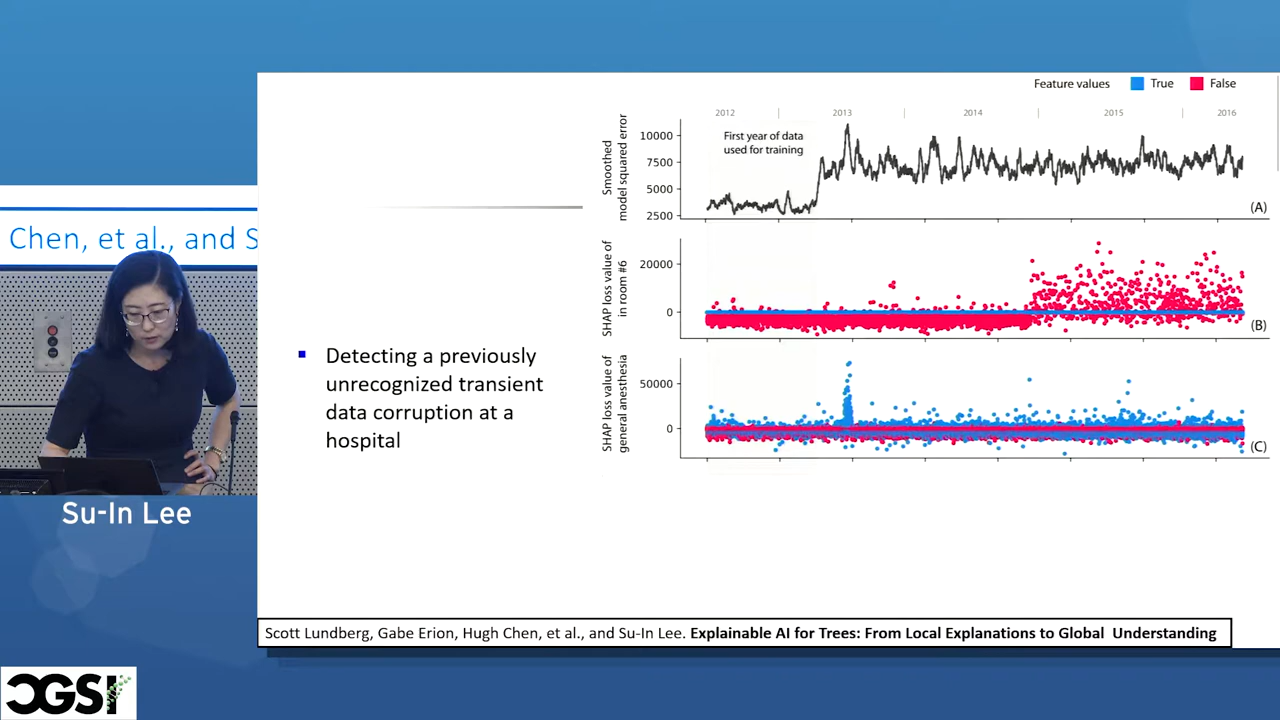 Feature values True False
2012 2013 2014 2015 2016
Smoothed
model squared error
10000
7500
5000
2500
First year of data
used for training
(A)
SHAP loss value of
in room #6
20000
0
(B)
SHAP loss value of
general anesthesia
50000
0
(C)
Chen, et al., and S
Detecting a previously
unrecognized transient
data corruption at a
hospital
Su-In Lee
Scott Lundberg, Gabe Erion, Hugh Chen, et al., and Su-In Lee. Explainable AI for Trees: From Local Explanations to Global Understanding
CGSI